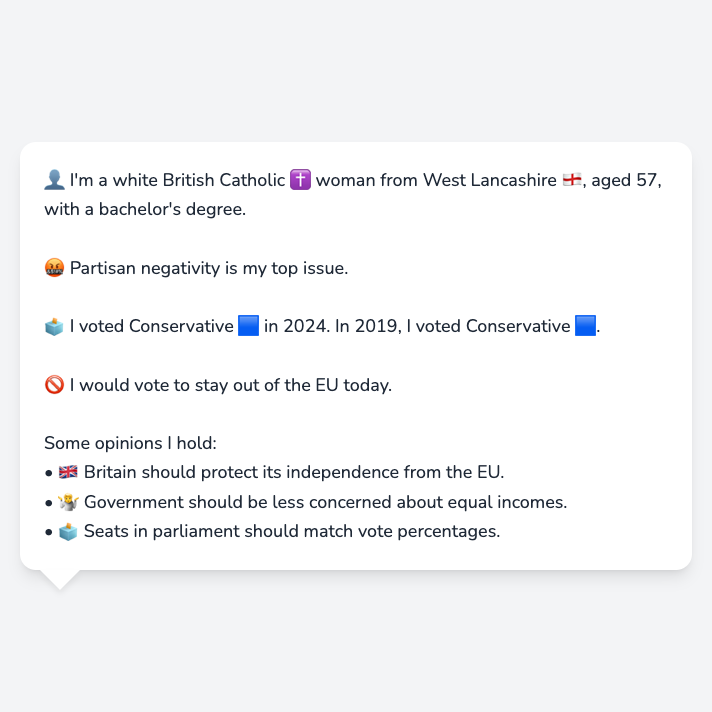 👤 I'm a white British Catholic ✝️ woman from West Lancashire 🏴󠁧󠁢󠁥󠁮󠁧󠁿, aged 57,
with a bachelor's degree.
🤬 Partisan negativity is my top issue.
🗳️ I voted Conservative 🟦 in 2024. In 2019, I voted Conservative 🟦.
🚫 I would vote to stay out of the EU today.
Some opinions I hold:
• 🇬🇧 Britain should protect its independence from the EU.
• 🤷 Government should be less concerned about equal incomes.
• 🗳️ Seats in parliament should match vote percentages.